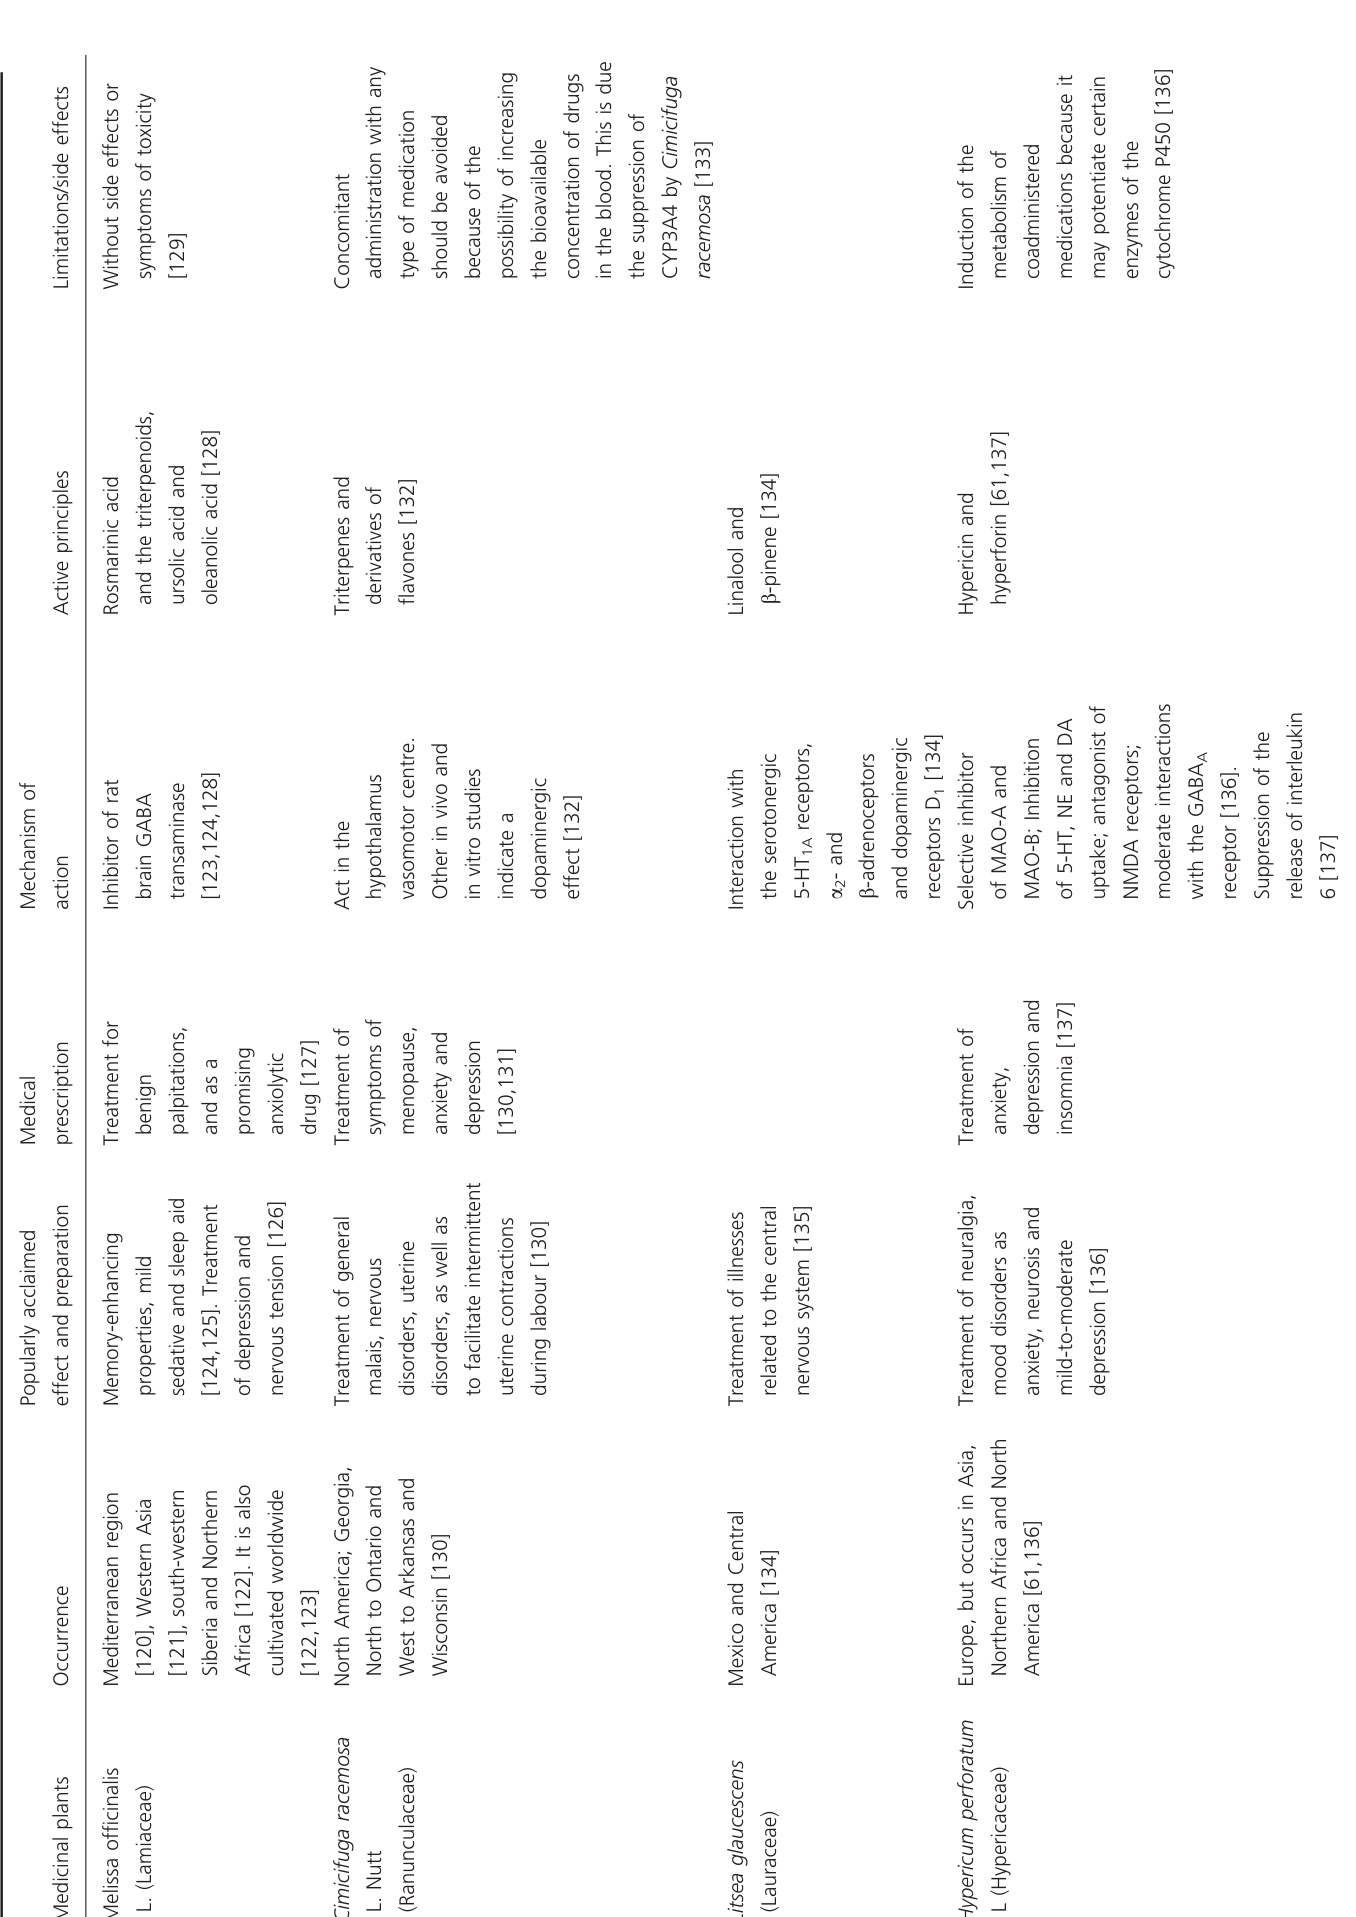 Medicinal plants
Occurrence
Popularly acclaimed
effect and preparation
Medical
prescription
Mechanism of
action
Active principles
Limitations/side effects
Melissa officinalis
L. (Lamiaceae)
Mediterranean region
[120], Western Asia
[121], south-western
Siberia and Northern
Africa [122]. It is also
cultivated worldwide
[122,123]
Memory-enhancing
properties, mild
sedative and sleep aid
[124,125]. Treatment
of depression and
nervous tension [126]
Treatment for
benign
palpitations,
and as a
promising
anxiolytic
drug [127]
Inhibitor of rat
brain GABA
transaminase
[123,124,128]
Rosmarinic acid
and the triterpenoids,
ursolic acid and
oleanolic acid [128]
Without side effects or
symptoms of toxicity
[129]
Cimicifuga racemosa
L. Nutt
(Ranunculaceae)
North America; Georgia,
North to Ontario and
West to Arkansas and
Wisconsin [130]
Treatment of general
malais, nervous
disorders, uterine
disorders, as well as
to facilitate intermittent
uterine contractions
during labour [130]
Treatment of
symptoms of
menopause,
anxiety and
depression
[130,131]
Act in the
hypothalamus
vasomotor centre.
Other in vivo and
in vitro studies
indicate a
dopaminergic
effect [132]
Triterpenes and
derivatives of
flavones [132]
Concomitant
administration with any
type of medication
should be avoided
because of the
possibility of increasing
the bioavailable
concentration of drugs
in the blood. This is due
the suppression of
CYP3A4 by Cimicifuga
racemosa [133]
Litsea glaucescens
(Lauraceae)
Mexico and Central
America [134]
Treatment of illnesses
related to the central
nervous system [135]
Interaction with
the serotonergic
5-HT1A receptors,
α2- and
β-adrenoceptors
and dopaminergic
receptors D1 [134]
Linalool and
β-pinene [134]
Hypericum perforatum
L (Hypericaceae)
Europe, but occurs in Asia,
Northern Africa and North
America [61,136]
Treatment of neuralgia,
mood disorders as
anxiety, neurosis and
mild-to-moderate
depression [136]
Treatment of
anxiety,
depression and
insomnia [137]
Selective inhibitor
of MAO-A and
MAO-B; Inhibition
of 5-HT, NE and DA
uptake; antagonist of
NMDA receptors;
moderate interactions
with the GABAA
receptor [136].
Suppression of the
release of interleukin
6 [137]
Hypericin and
hyperforin [61,137]
Induction of the
metabolism of
coadministered
medications because it
may potentiate certain
enzymes of the
cytochrome P450 [136]